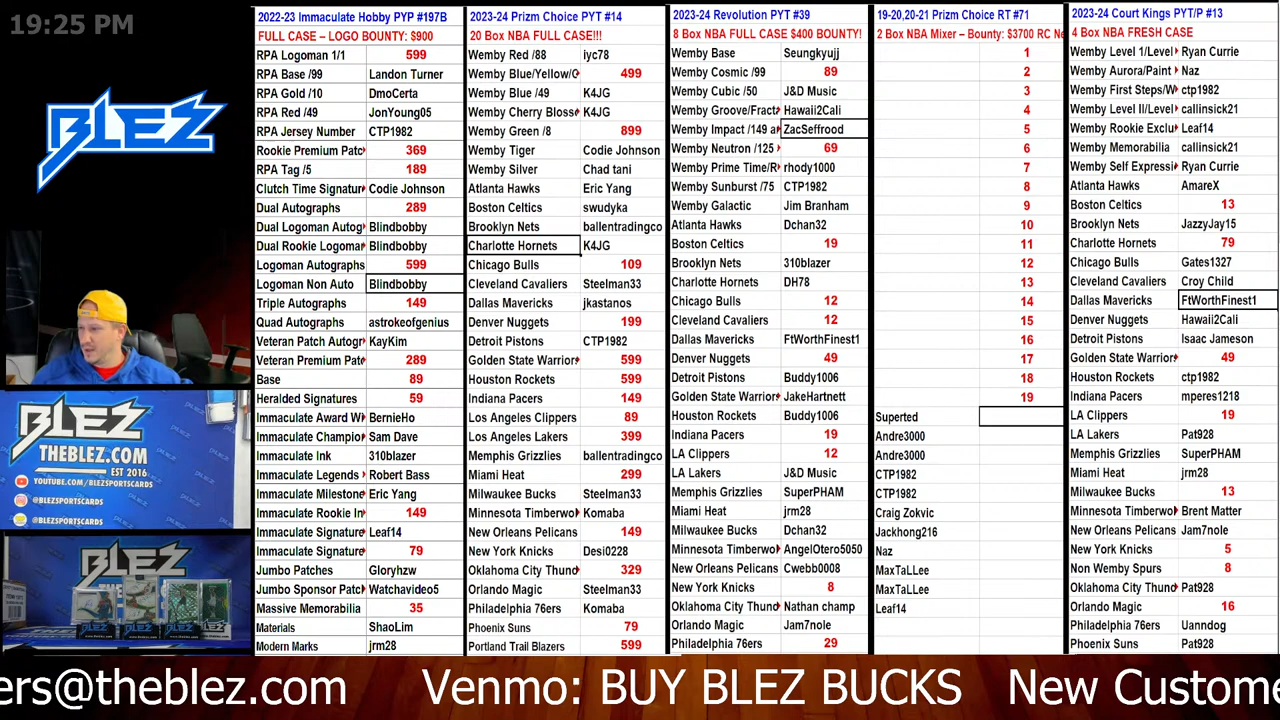 19:25 PM
BLEZ
BLEZ
THEBLEZ.COM
EST 2016
YOUTUBE.COM/BLEZSPORTSCARDS
@BLEZSPORTSCARDS
@BLEZSPORTSCARDS
BLEZ
2022-23 Immaculate Hobby PYP #197B
FULL CASE – LOGO BOUNTY: $900
RPA Logoman 1/1 599
RPA Base /99 Landon Turner
RPA Gold /10 DmoCerta
RPA Red /49 JonYoung05
RPA Jersey Number CTP1982
Rookie Premium Patc 369
RPA Tag /5 189
Clutch Time Signatur Codie Johnson
Dual Autographs 289
Dual Logoman Autog Blindbobby
Dual Rookie Logomar Blindbobby
Logoman Autographs 599
Logoman Non Auto Blindbobby
Triple Autographs 149
Quad Autographs astrokeofgenius
Veteran Patch Autogr KayKim
Veteran Premium Pat 289
Base 89
Heralded Signatures 59
Immaculate Award W BernieHo
Immaculate Champio Sam Dave
Immaculate Ink 310blazer
Immaculate Legends Robert Bass
Immaculate Milestone Eric Yang
Immaculate Rookie In 149
Immaculate Signature Leaf14
Immaculate Signature 79
Jumbo Patches Gloryhzw
Jumbo Sponsor Patc Watchavideo5
Massive Memorabilia 35
Materials ShaoLim
Modern Marks jrm28
2023-24 Prizm Choice PYT #14
20 Box NBA FULL CASE!!!
Wemby Red /88 iyc78
Wemby Blue/Yellow/G 499
Wemby Blue /49 K4JG
Wemby Cherry Blosso K4JG
Wemby Green /8 899
Wemby Tiger Codie Johnson
Wemby Silver Chad tani
Atlanta Hawks Eric Yang
Boston Celtics swudyka
Brooklyn Nets ballentradingco
Charlotte Hornets K4JG
Chicago Bulls 109
Cleveland Cavaliers Steelman33
Dallas Mavericks jkastanos
Denver Nuggets 199
Detroit Pistons CTP1982
Golden State Warriors 599
Houston Rockets 599
Indiana Pacers 149
Los Angeles Clippers 89
Los Angeles Lakers 399
Memphis Grizzlies ballentradingco
Miami Heat 299
Milwaukee Bucks Steelman33
Minnesota Timberwo Komaba
New Orleans Pelicans 149
New York Knicks Desi0228
Oklahoma City Thund 329
Orlando Magic Steelman33
Philadelphia 76ers Komaba
Phoenix Suns 79
Portland Trail Blazers 599
2023-24 Revolution PYT #39
8 Box NBA FULL CASE $400 BOUNTY!
Wemby Base Seungkyujj
Wemby Cosmic /99 89
Wemby Cubic /50 J&D Music
Wemby Groove/Fract Hawaii2Cali
Wemby Impact /149 a ZacSeffrood
Wemby Neutron /125 69
Wemby Prime Time/R rhody1000
Wemby Sunburst /75 CTP1982
Wemby Galactic Jim Branham
Atlanta Hawks Dchan32
Boston Celtics 19
Brooklyn Nets 310blazer
Charlotte Hornets DH78
Chicago Bulls 12
Cleveland Cavaliers 12
Dallas Mavericks FtWorthFinest1
Denver Nuggets 49
Detroit Pistons Buddy1006
Golden State Warrior JakeHartnett
Houston Rockets Buddy1006
Indiana Pacers 19
LA Clippers 12
LA Lakers J&D Music
Memphis Grizzlies SuperPHAM
Miami Heat jrm28
Milwaukee Bucks Dchan32
Minnesota Timberwo AngelOtero5050
New Orleans Pelicans Cwebb0008
New York Knicks 8
Oklahoma City Thund Nathan champ
Orlando Magic Jam7nole
Philadelphia 76ers 29
19-20,20-21 Prizm Choice RT #71
2 Box NBA Mixer – Bounty: $3700 RC Ne
1
2
3
4
5
6
7
8
9
10
11
12
13
14
15
16
17
18
19
Superted
Andre3000
Andre3000
CTP1982
CTP1982
Craig Zokvic
Jackhong216
Naz
MaxTaLLee
MaxTaLLee
Leaf14
2023-24 Court Kings PYT/P #13
4 Box NBA FRESH CASE
Wemby Level 1/Level Ryan Currie
Wemby Aurora/Paint Naz
Wemby First Steps/W ctp1982
Wemby Level II/Level callinsick21
Wemby Rookie Exclu Leaf14
Wemby Memorabilia callinsick21
Wemby Self Expressi Ryan Currie
Atlanta Hawks AmareX
Boston Celtics 13
Brooklyn Nets JazzyJay15
Charlotte Hornets 79
Chicago Bulls Gates1327
Cleveland Cavaliers Croy Child
Dallas Mavericks FtWorthFinest1
Denver Nuggets Hawaii2Cali
Detroit Pistons Isaac Jameson
Golden State Warrior 49
Houston Rockets ctp1982
Indiana Pacers mperes1218
LA Clippers 19
LA Lakers Pat928
Memphis Grizzlies SuperPHAM
Miami Heat jrm28
Milwaukee Bucks 13
Minnesota Timberwo Brent Matter
New Orleans Pelicans Jam7nole
New York Knicks 5
Non Wemby Spurs 8
Oklahoma City Thun Pat928
Orlando Magic 16
Philadelphia 76ers Uanndog
Phoenix Suns Pat928
ers@theblez.com Venmo: BUY BLEZ BUCKS New Custome